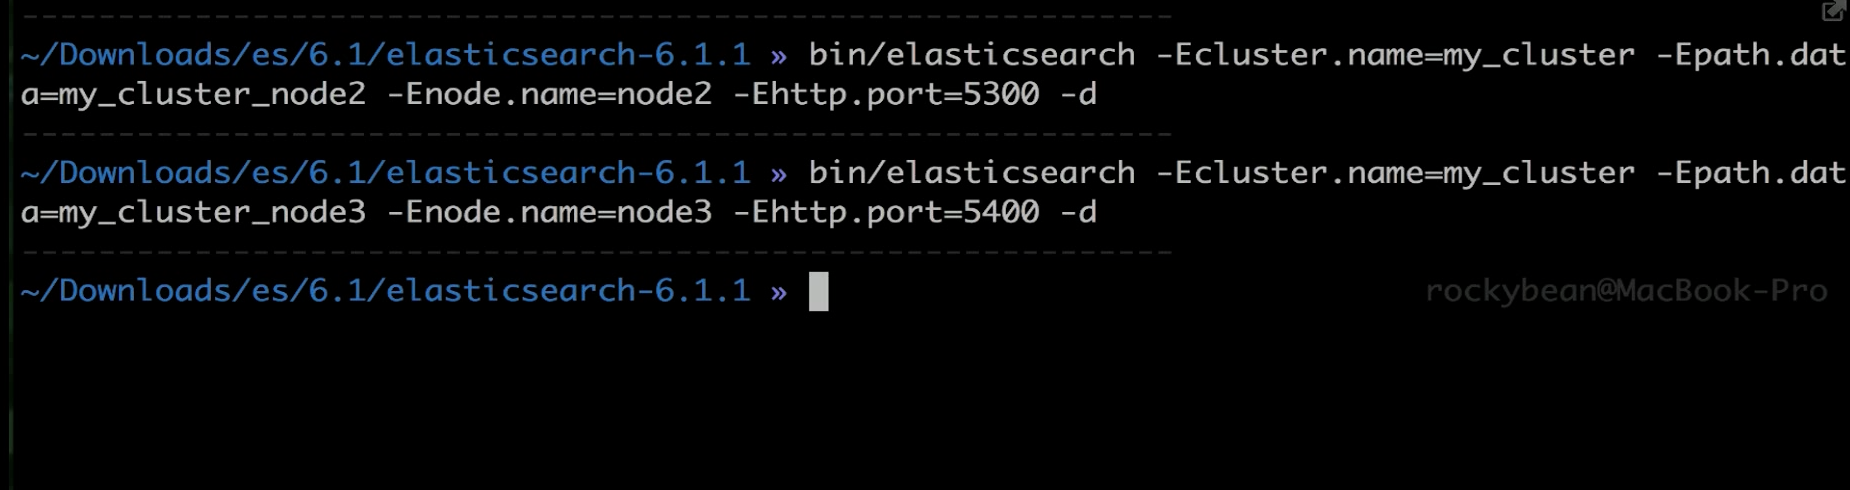 ~/Downloads/es/6.1/elasticsearch-6.1.1 » bin/elasticsearch -Ecluster.name=my_cluster -Epath.dat
a=my_cluster_node2 -Enode.name=node2 -Ehttp.port=5300 -d
~/Downloads/es/6.1/elasticsearch-6.1.1 » bin/elasticsearch -Ecluster.name=my_cluster -Epath.dat
a=my_cluster_node3 -Enode.name=node3 -Ehttp.port=5400 -d
~/Downloads/es/6.1/elasticsearch-6.1.1 » rockybean@MacBook-Pro